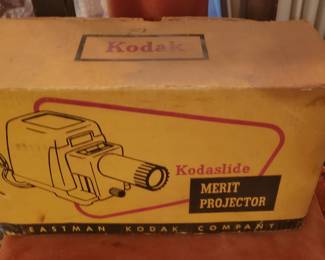 Kodak
Kodaslide
MERIT
PROJECTOR
EASTMAN KODAK COMPANY